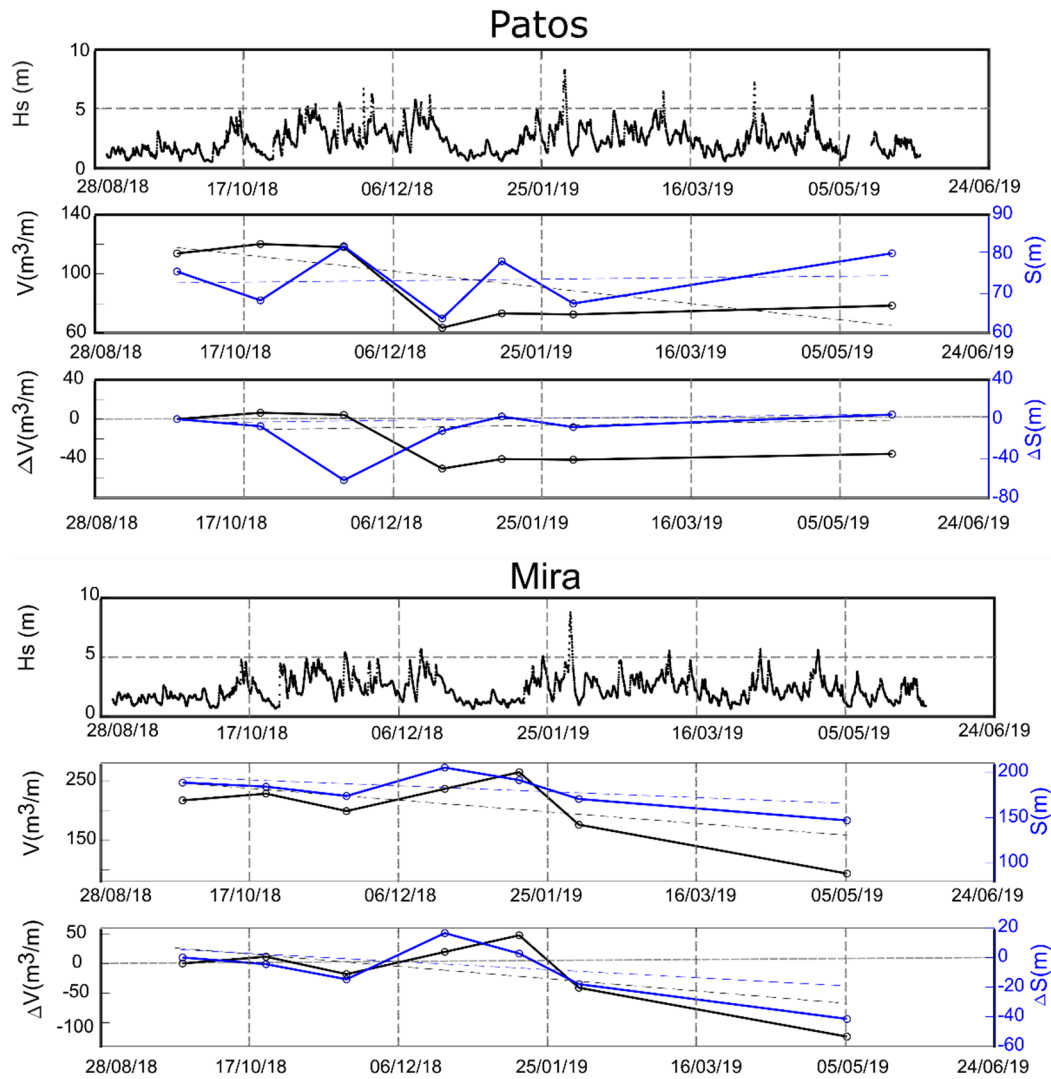 Patos
10
Hs (m)
5
0
28/08/18 17/10/18 06/12/18 25/01/19 16/03/19 05/05/19 24/06/19
140 90
V(m³/m) 100 80 S(m)
70
60 60
28/08/18 17/10/18 06/12/18 25/01/19 16/03/19 05/05/19 24/06/19
40 40
ΔV(m³/m) 0 0 ΔS(m)
-40 -40
-80
28/08/18 17/10/18 06/12/18 25/01/19 16/03/19 05/05/19 24/06/19
Mira
10
Hs (m)
5
0
28/08/18 17/10/18 06/12/18 25/01/19 16/03/19 05/05/19 24/06/19
250 200
V(m³/m) 150 150 S(m)
100
28/08/18 17/10/18 06/12/18 25/01/19 16/03/19 05/05/19 24/06/19
50 20
ΔV(m³/m) 0 0 ΔS(m)
-50 -20
-100 -40
-60
28/08/18 17/10/18 06/12/18 25/01/19 16/03/19 05/05/19 24/06/19